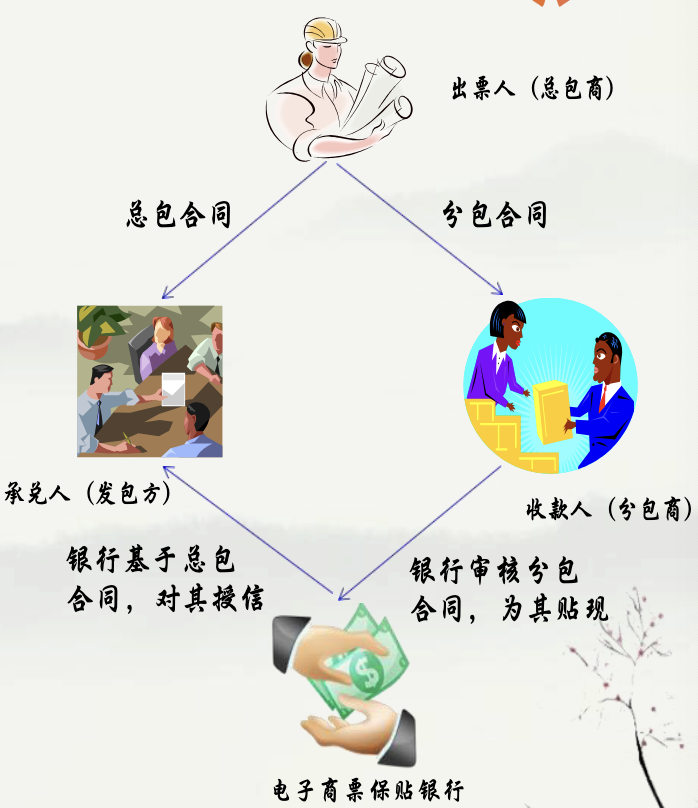 出票人（总包商）
总包合同
分包合同
承兑人（发包方）
收款人（分包商）
银行基于总包
合同，对其授信
银行审核分包
合同，为其贴现
电子商票保贴银行